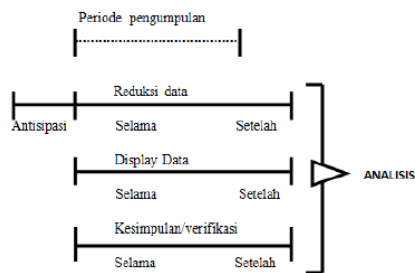 Periode pengumpulan
Reduksi data
Antisipasi Selama Setelah
Display Data
Selama Setelah
ANALISIS
Kesimpulan/verifikasi
Selama Setelah